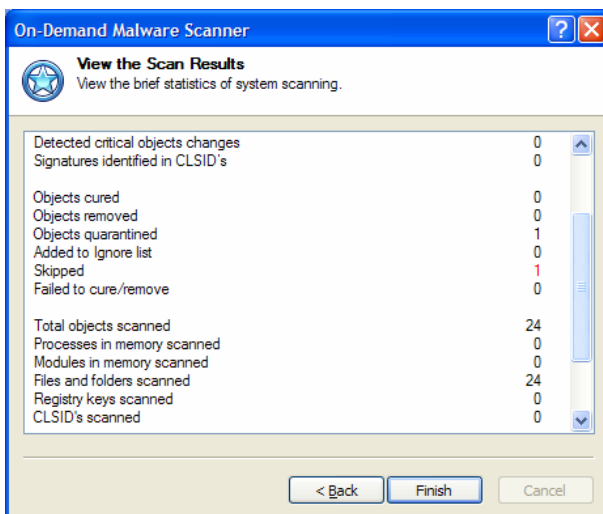 On-Demand Malware Scanner
View the Scan Results
View the brief statistics of system scanning.
Detected critical objects changes 0
Signatures identified in CLSID's 0
Objects cured 0
Objects removed 0
Objects quarantined 1
Added to Ignore list 0
Skipped 1
Failed to cure/remove 0
Total objects scanned 24
Processes in memory scanned 0
Modules in memory scanned 0
Files and folders scanned 24
Registry keys scanned 0
CLSID's scanned 0
< Back Finish Cancel